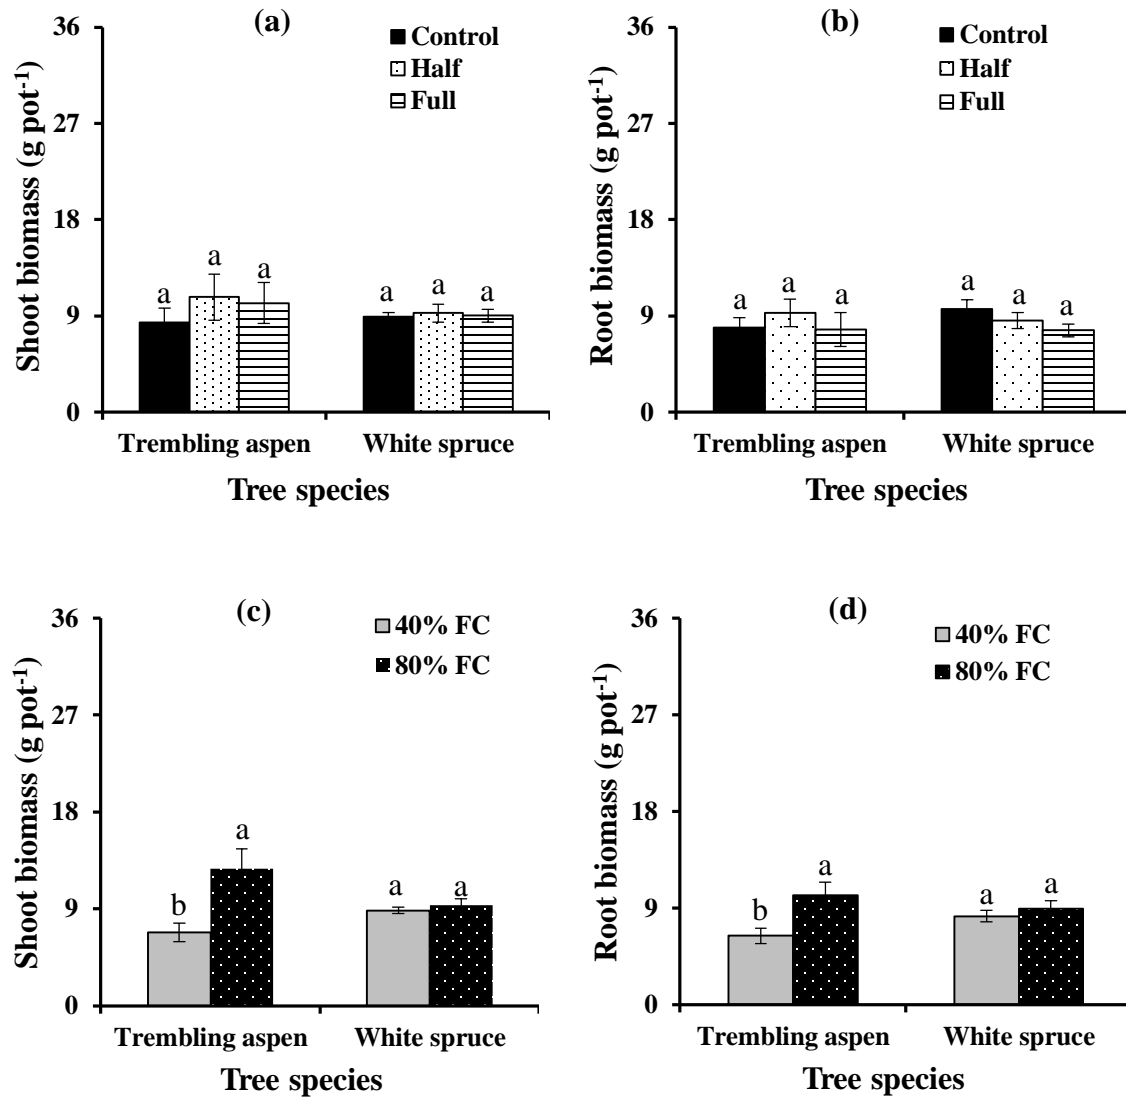 (a)
Control
Half
Full
36
27
18
9
0
Shoot biomass (g pot-1)
a
a
a
a
a
a
Trembling aspen
White spruce
Tree species
(b)
Control
Half
Full
36
27
18
9
0
Root biomass (g pot-1)
a
a
a
a
a
a
Trembling aspen
White spruce
Tree species
(c)
40% FC
80% FC
36
27
18
9
0
Shoot biomass (g pot-1)
b
a
a
a
Trembling aspen
White spruce
Tree species
(d)
40% FC
80% FC
36
27
18
9
0
Root biomass (g pot-1)
b
a
a
a
Trembling aspen
White spruce
Tree species